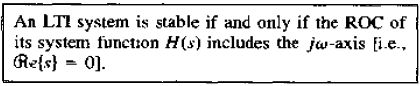 An LTI system is stable if and only if the ROC of
its system function H(s) includes the jω-axis [i.e.,
ℜe{s} = 0].